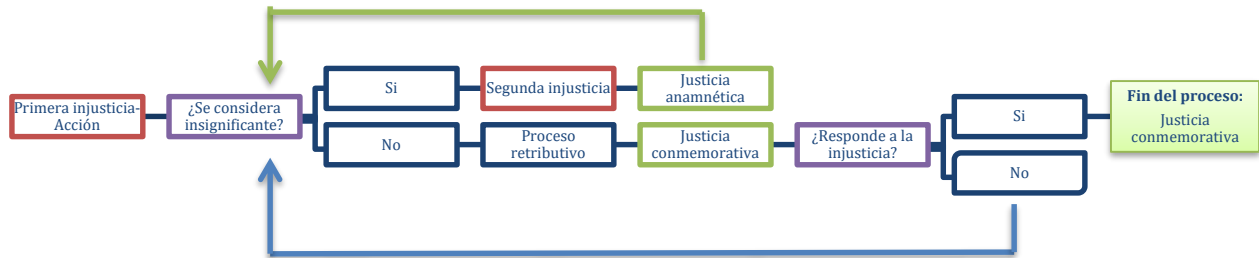 Primera injusticia-
Acción
¿Se considera
insignificante?
Si
Segunda injusticia
Justicia
anamnética
No
Proceso
retributivo
Justicia
conmemorativa
¿Responde a la
injusticia?
Si
No
Fin del proceso:
Justicia
conmemorativa